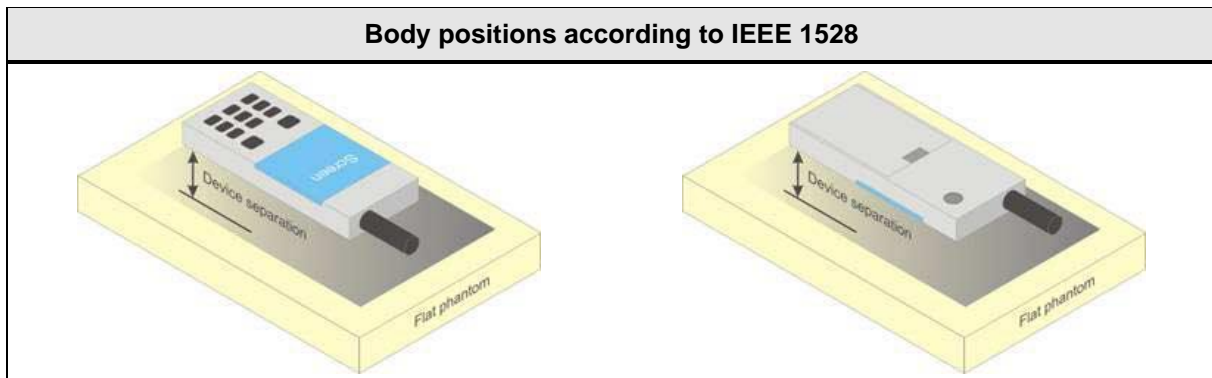 Body positions according to IEEE 1528
Screen
Device separation
Flat phantom
Device separation
Flat phantom